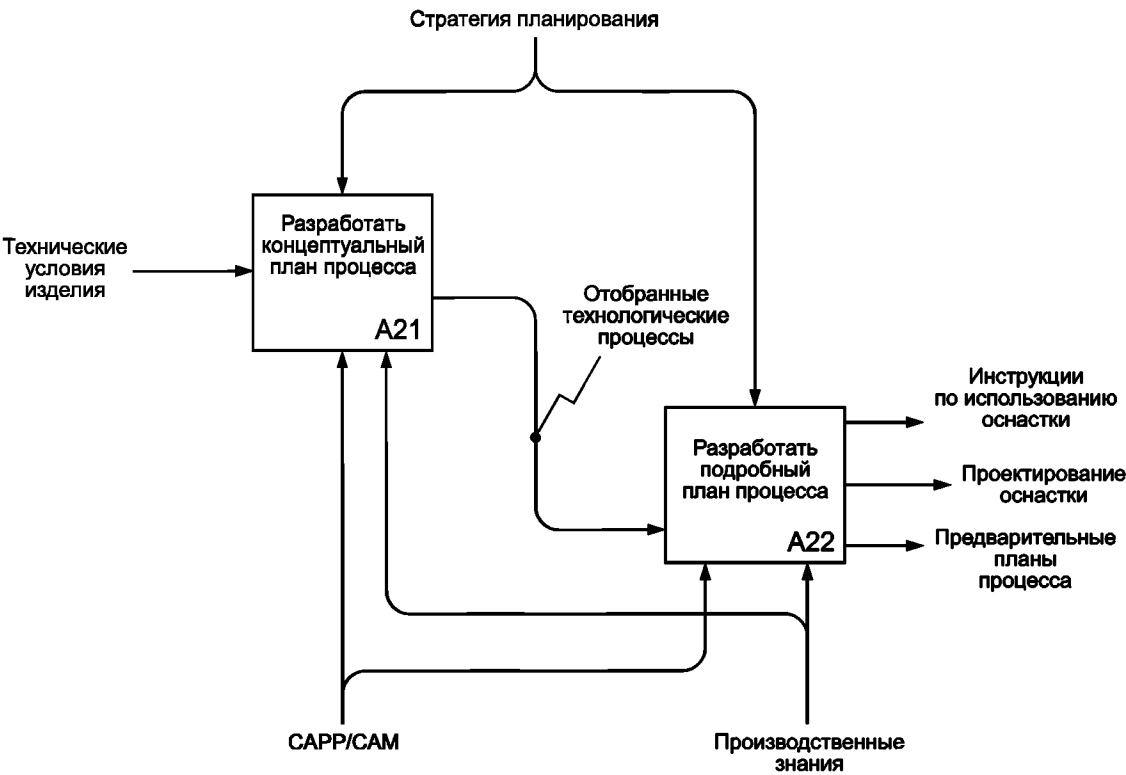 Стратегия планирования
Разработать
концептуальный
план процесса
A21
Технические
условия
изделия
Отобранные
технологические
процессы
Разработать
подробный
план процесса
A22
Инструкции
по использованию
оснастки
Проектирование
оснастки
Предварительные
планы
процесса
CAPP/CAM
Производственные
знания